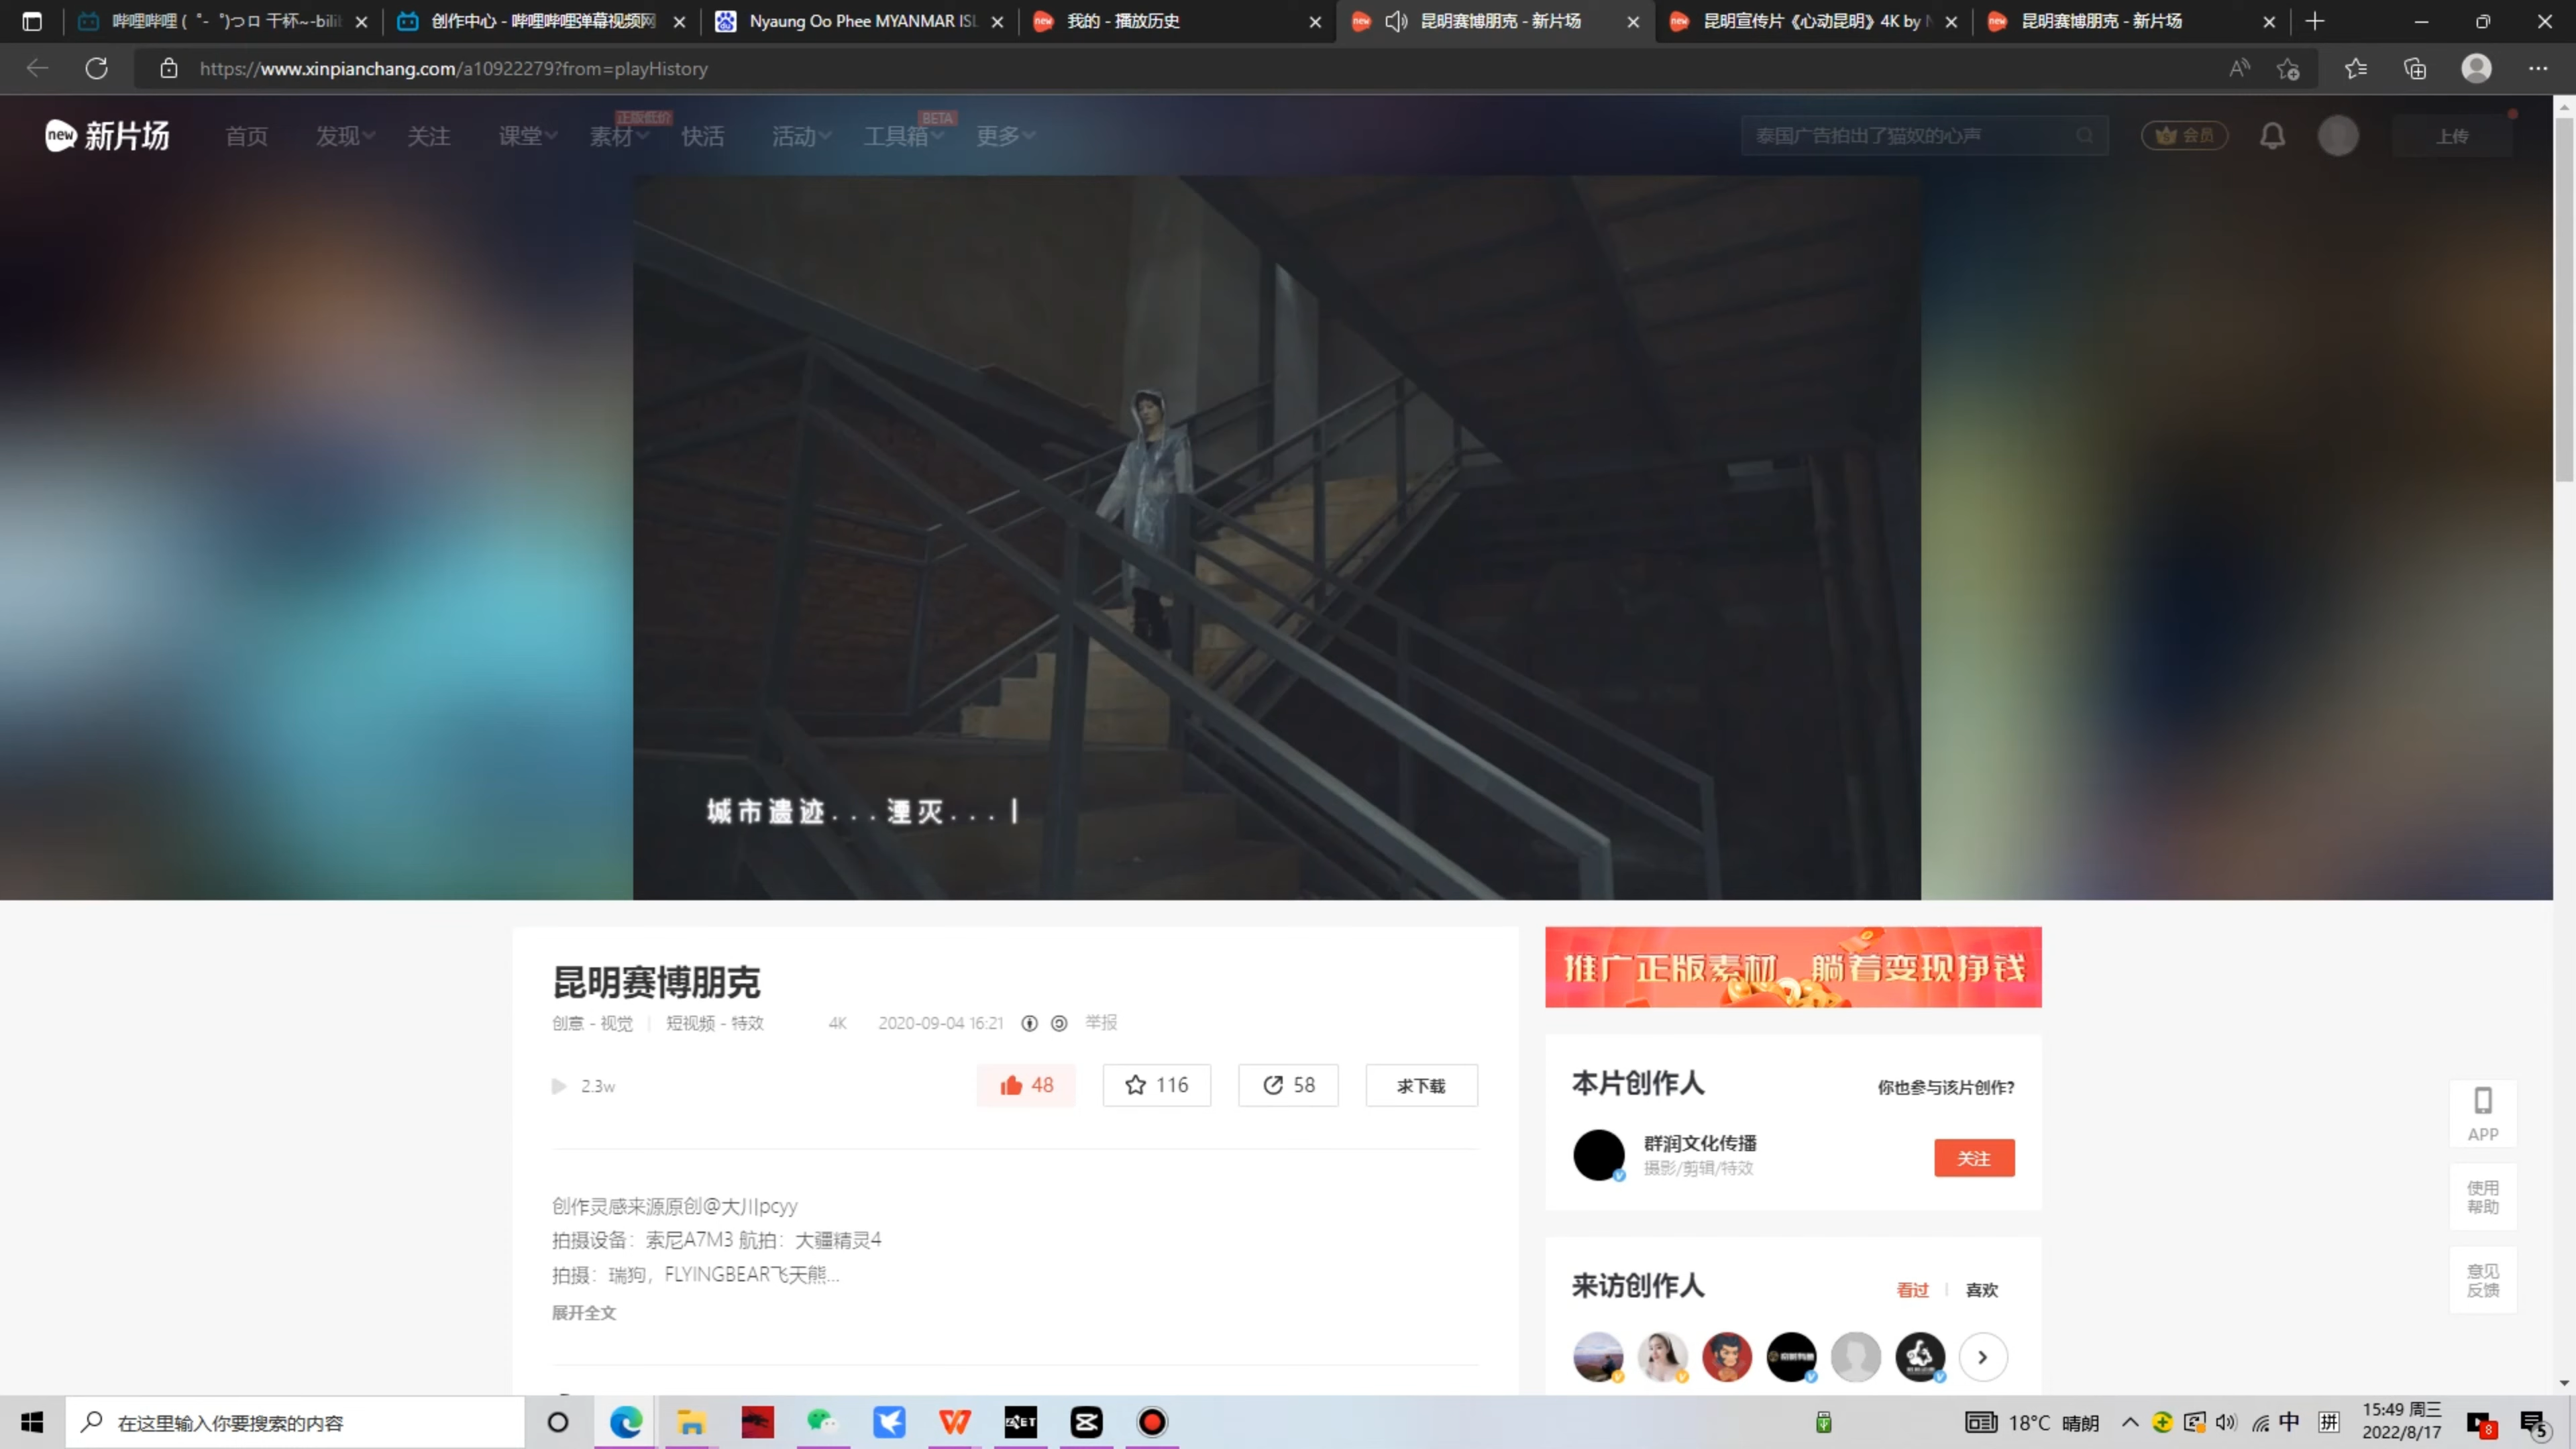 哔哩哔哩 (゜-゜)つロ 干杯~-bili
创作中心 - 哔哩哔哩弹幕视频网
Nyaung Oo Phee MYANMAR ISL
我的 - 播放历史
昆明赛博朋克 - 新片场
昆明宣传片《心动昆明》4K by
昆明赛博朋克 - 新片场
https://www.xinpianchang.com/a10922279?from=playHistory
new 新片场
首页 发现 关注 课堂 素材 正版低价 快活 活动 工具箱 BETA 更多
泰国广告拍出了猫奴的心声
会员
上传
城市遗迹...湮灭...|
昆明赛博朋克
创意 - 视觉 | 短视频 - 特效 4K 2020-09-04 16:21 举报
2.3w
48
116
58
求下载
创作灵感来源原创@大川pcyy
拍摄设备：索尼A7M3 航拍：大疆精灵4
拍摄：瑞狗，FLYINGBEAR飞天熊...
展开全文
推广正版素材 躺着变现挣钱
本片创作人
你也参与该片创作?
群润文化传播
摄影/剪辑/特效
关注
来访创作人
看过 | 喜欢
APP
使用
帮助
意见
反馈
在这里输入你要搜索的内容
18°C 晴朗
中
拼
15:49 周三
2022/8/17
8
5